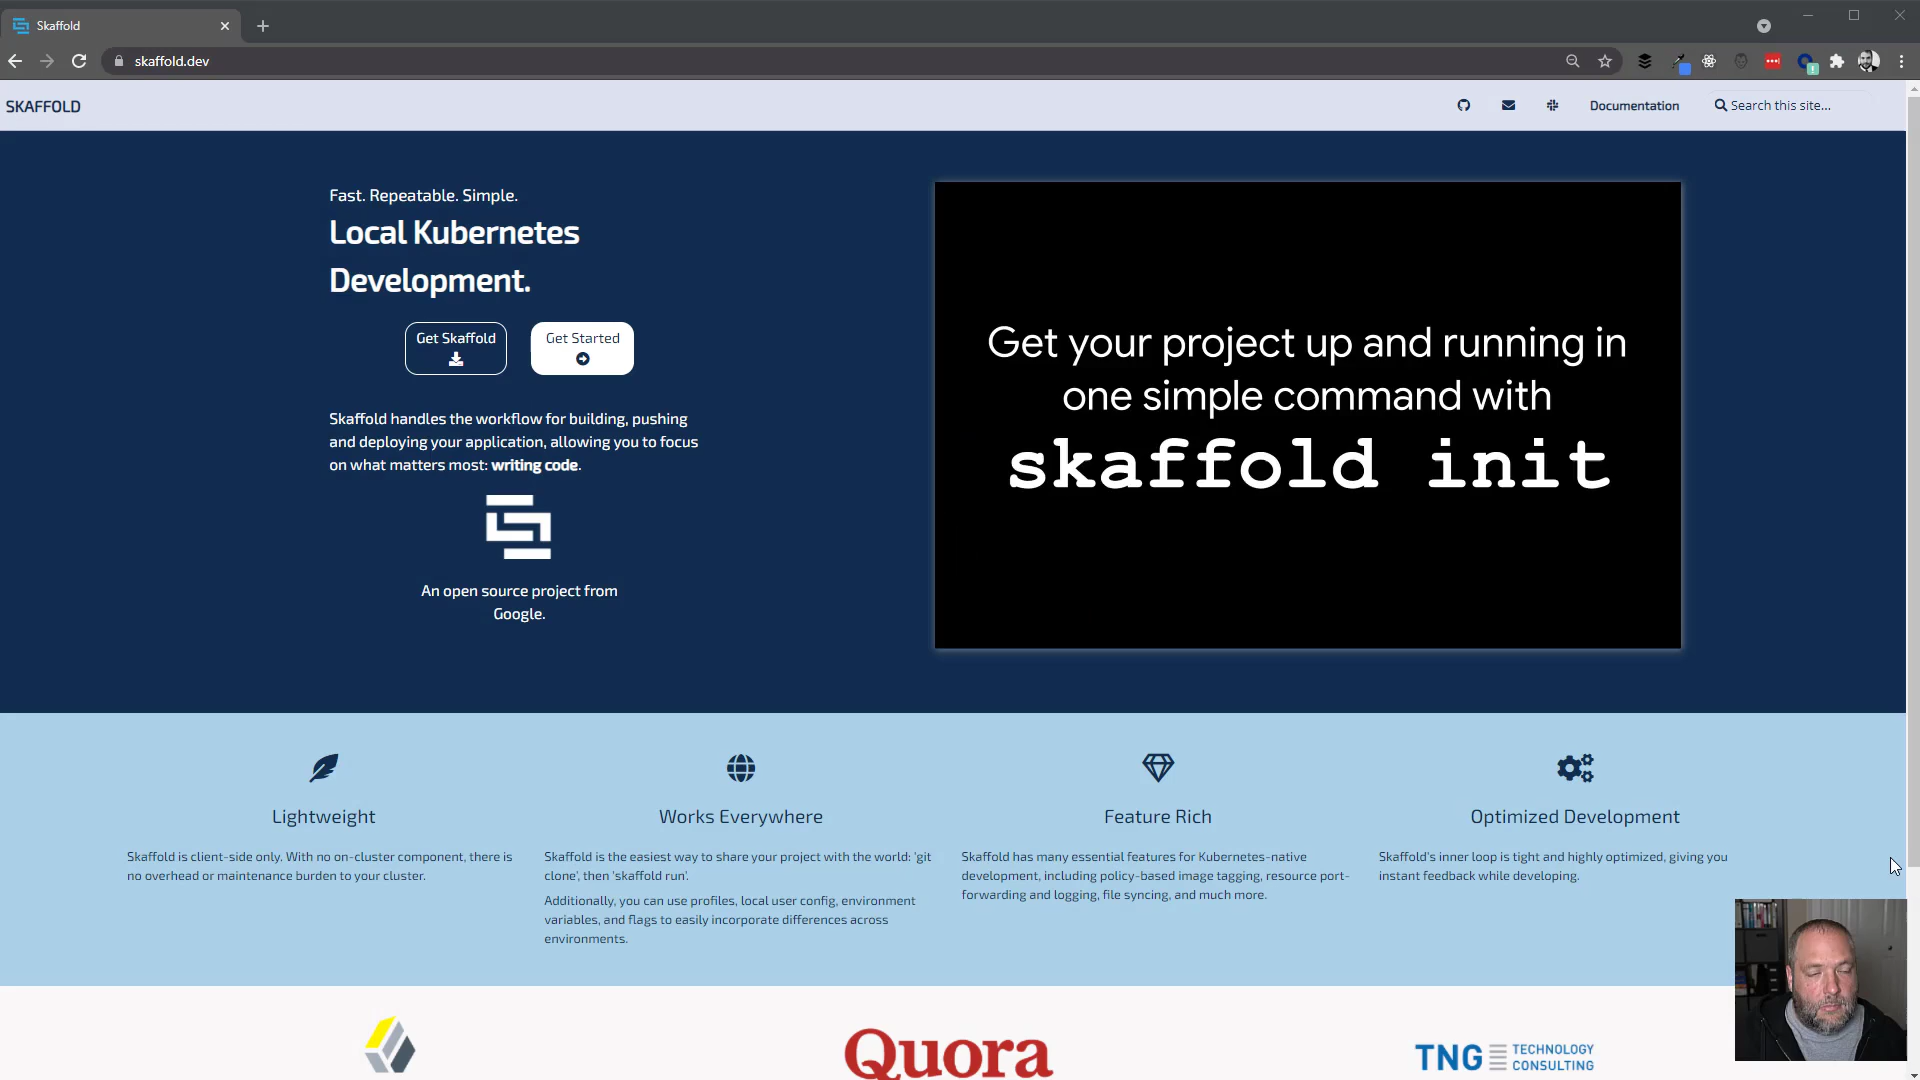 Skaffold
skaffold.dev
SKAFFOLD
Documentation
Search this site...
Fast. Repeatable. Simple.
Local Kubernetes
Development.
Get Skaffold
Get Started
Skaffold handles the workflow for building, pushing
and deploying your application, allowing you to focus
on what matters most: writing code.
An open source project from
Google.
Get your project up and running in
one simple command with
skaffold init
Lightweight
Skaffold is client-side only. With no on-cluster component, there is
no overhead or maintenance burden to your cluster.
Works Everywhere
Skaffold is the easiest way to share your project with the world: 'git
clone', then 'skaffold run'.
Additionally, you can use profiles, local user config, environment
variables, and flags to easily incorporate differences across
environments.
Feature Rich
Skaffold has many essential features for Kubernetes-native
development, including policy-based image tagging, resource port-
forwarding and logging, file syncing, and much more.
Optimized Development
Skaffold's inner loop is tight and highly optimized, giving you
instant feedback while developing.
Quora
TNG TECHNOLOGY
CONSULTING